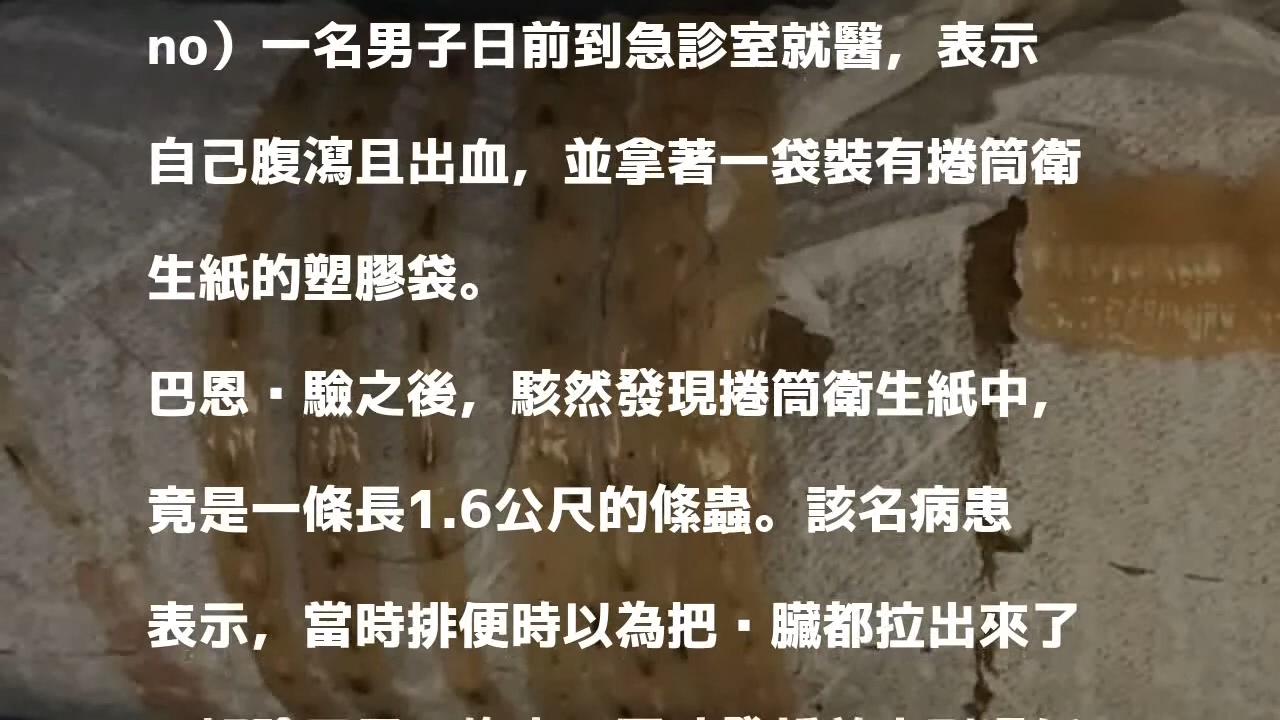 no）一名男子日前到急診室就醫，表示
自己腹瀉且出血，並拿著一袋裝有捲筒衛
生紙的塑膠袋。
巴恩·驗之後，駭然發現捲筒衛生紙中，
竟是一條長1.6公尺的絛蟲。該名病患
表示，當時排便時以為把·臟都拉出來了